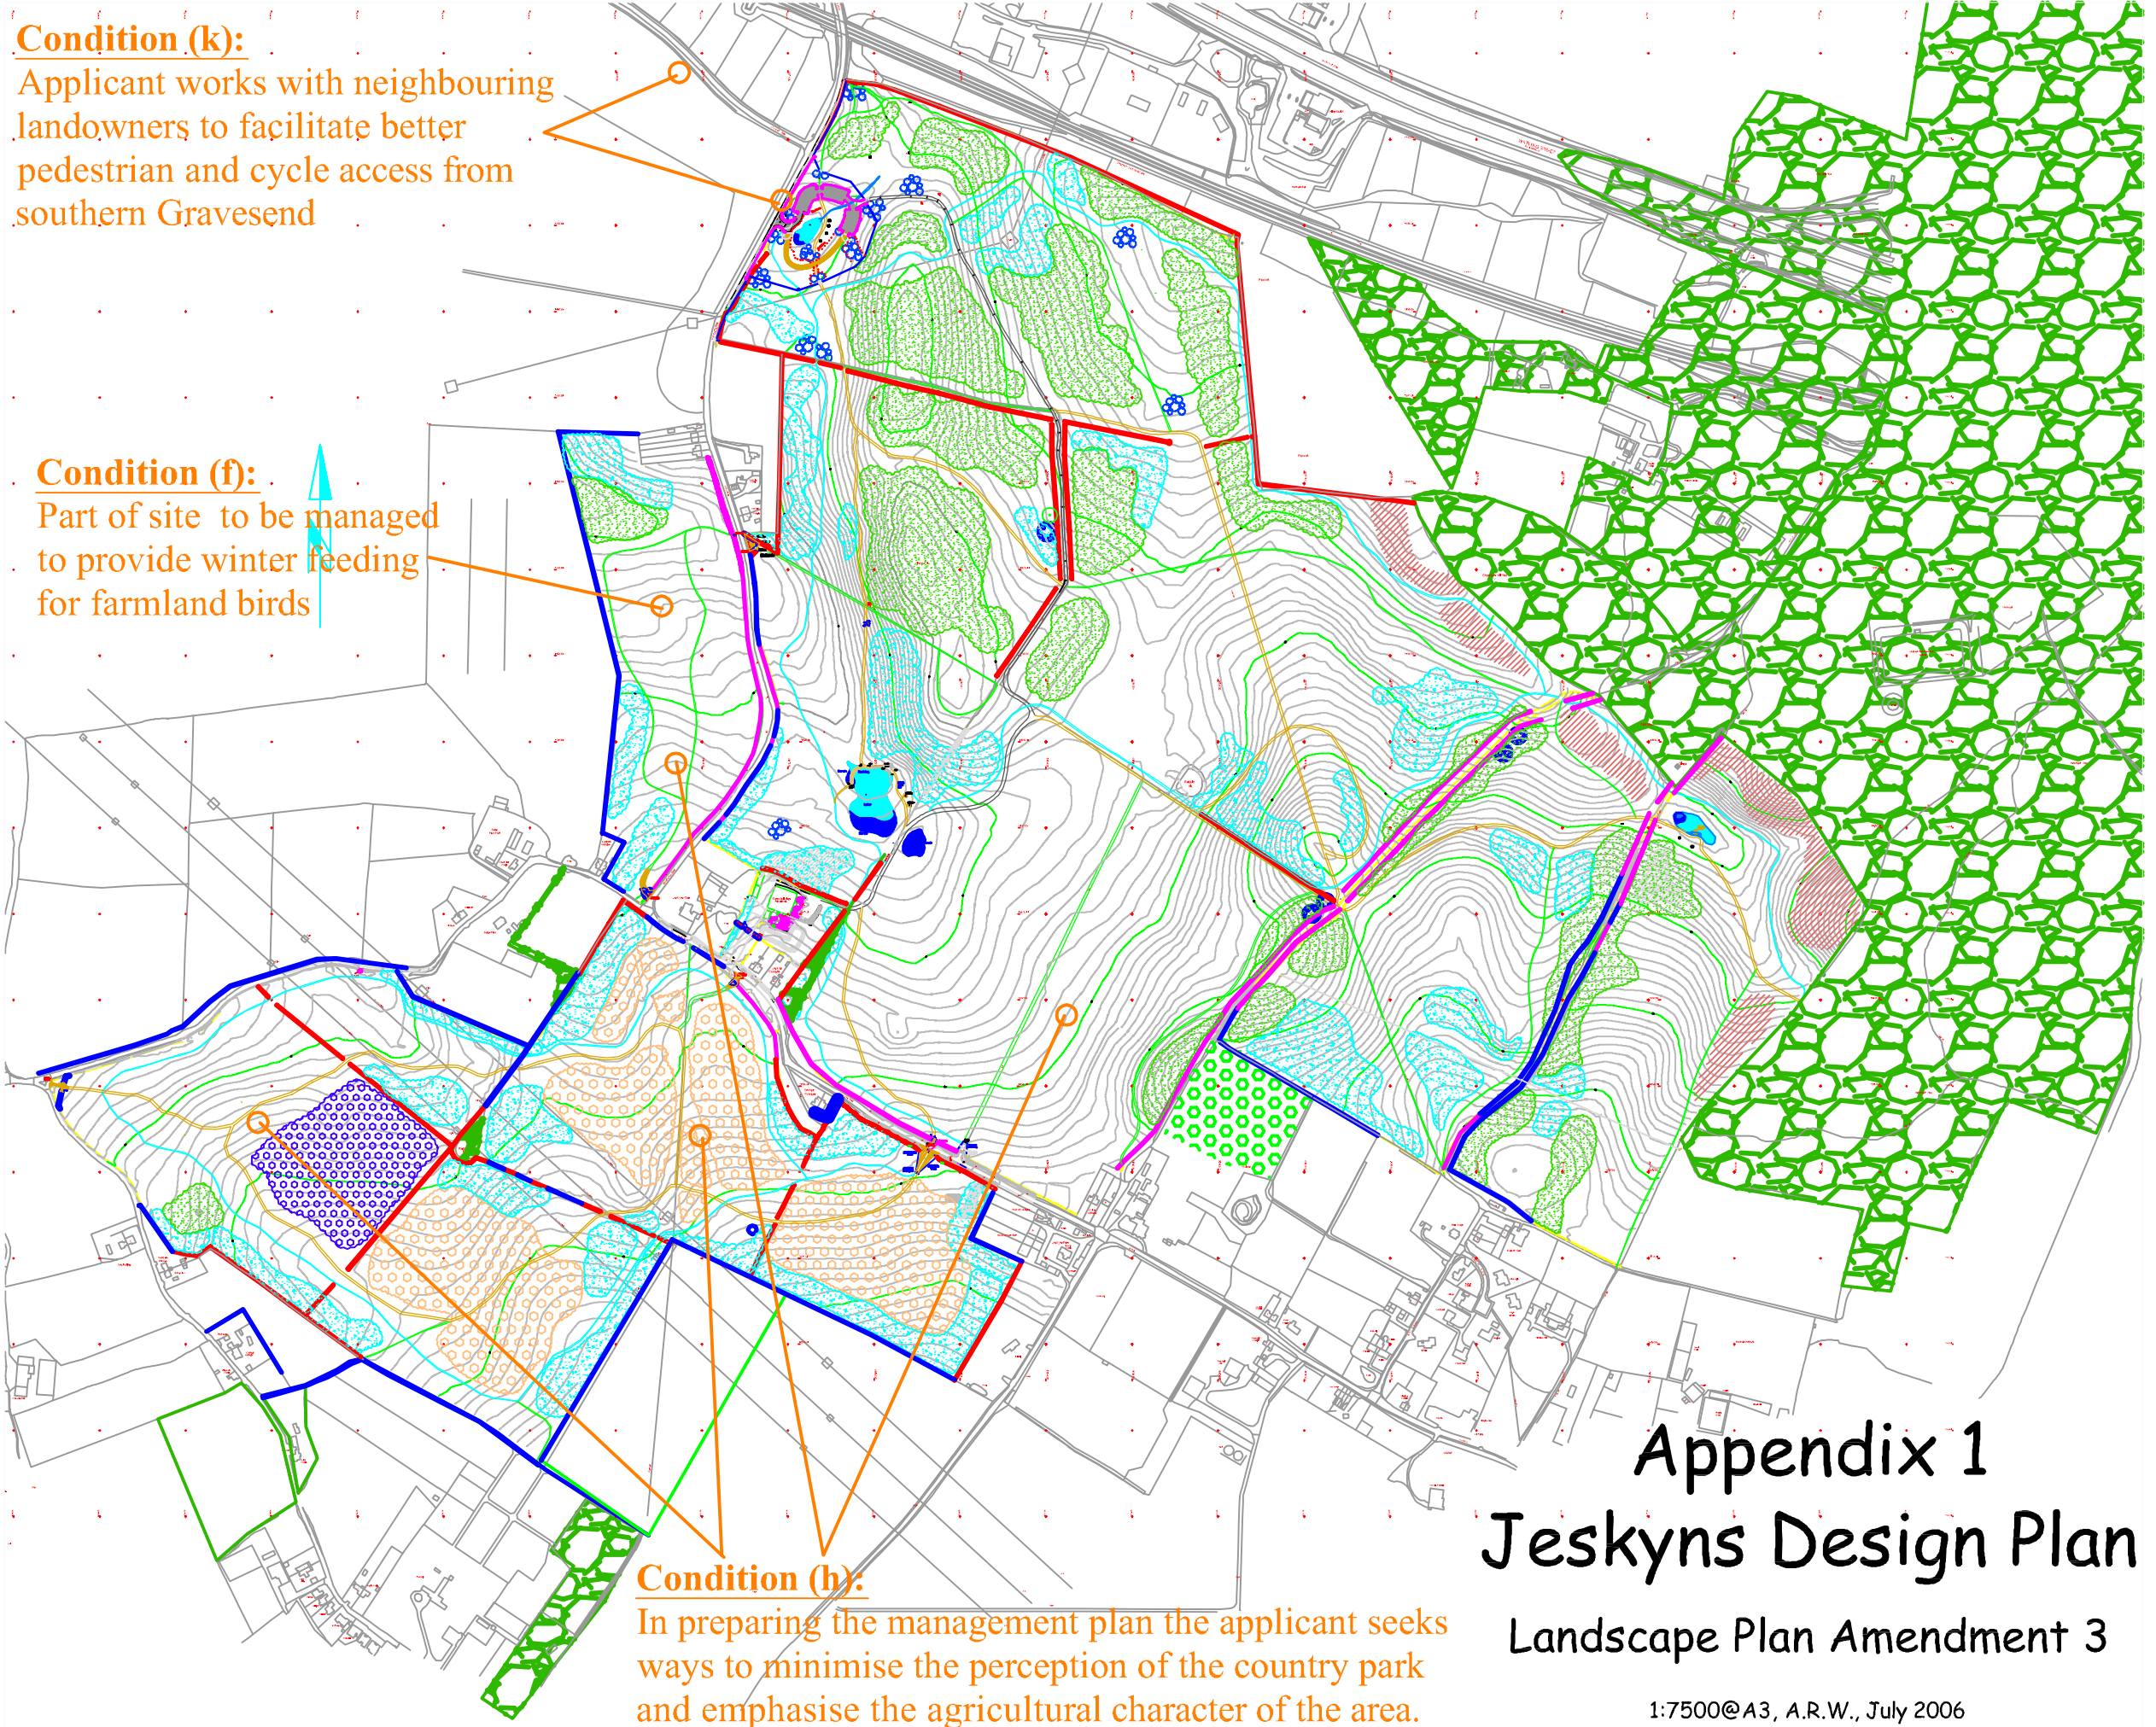 Condition (k):
Applicant works with neighbouring
landowners to facilitate better
pedestrian and cycle access from
southern Gravesend
Condition (f):
Part of site to be managed
to provide winter feeding
for farmland birds
Condition (h):
In preparing the management plan the applicant seeks
ways to minimise the perception of the country park
and emphasise the agricultural character of the area.
Appendix 1
Jeskyns Design Plan
Landscape Plan Amendment 3
1:7500@A3, A.R.W., July 2006